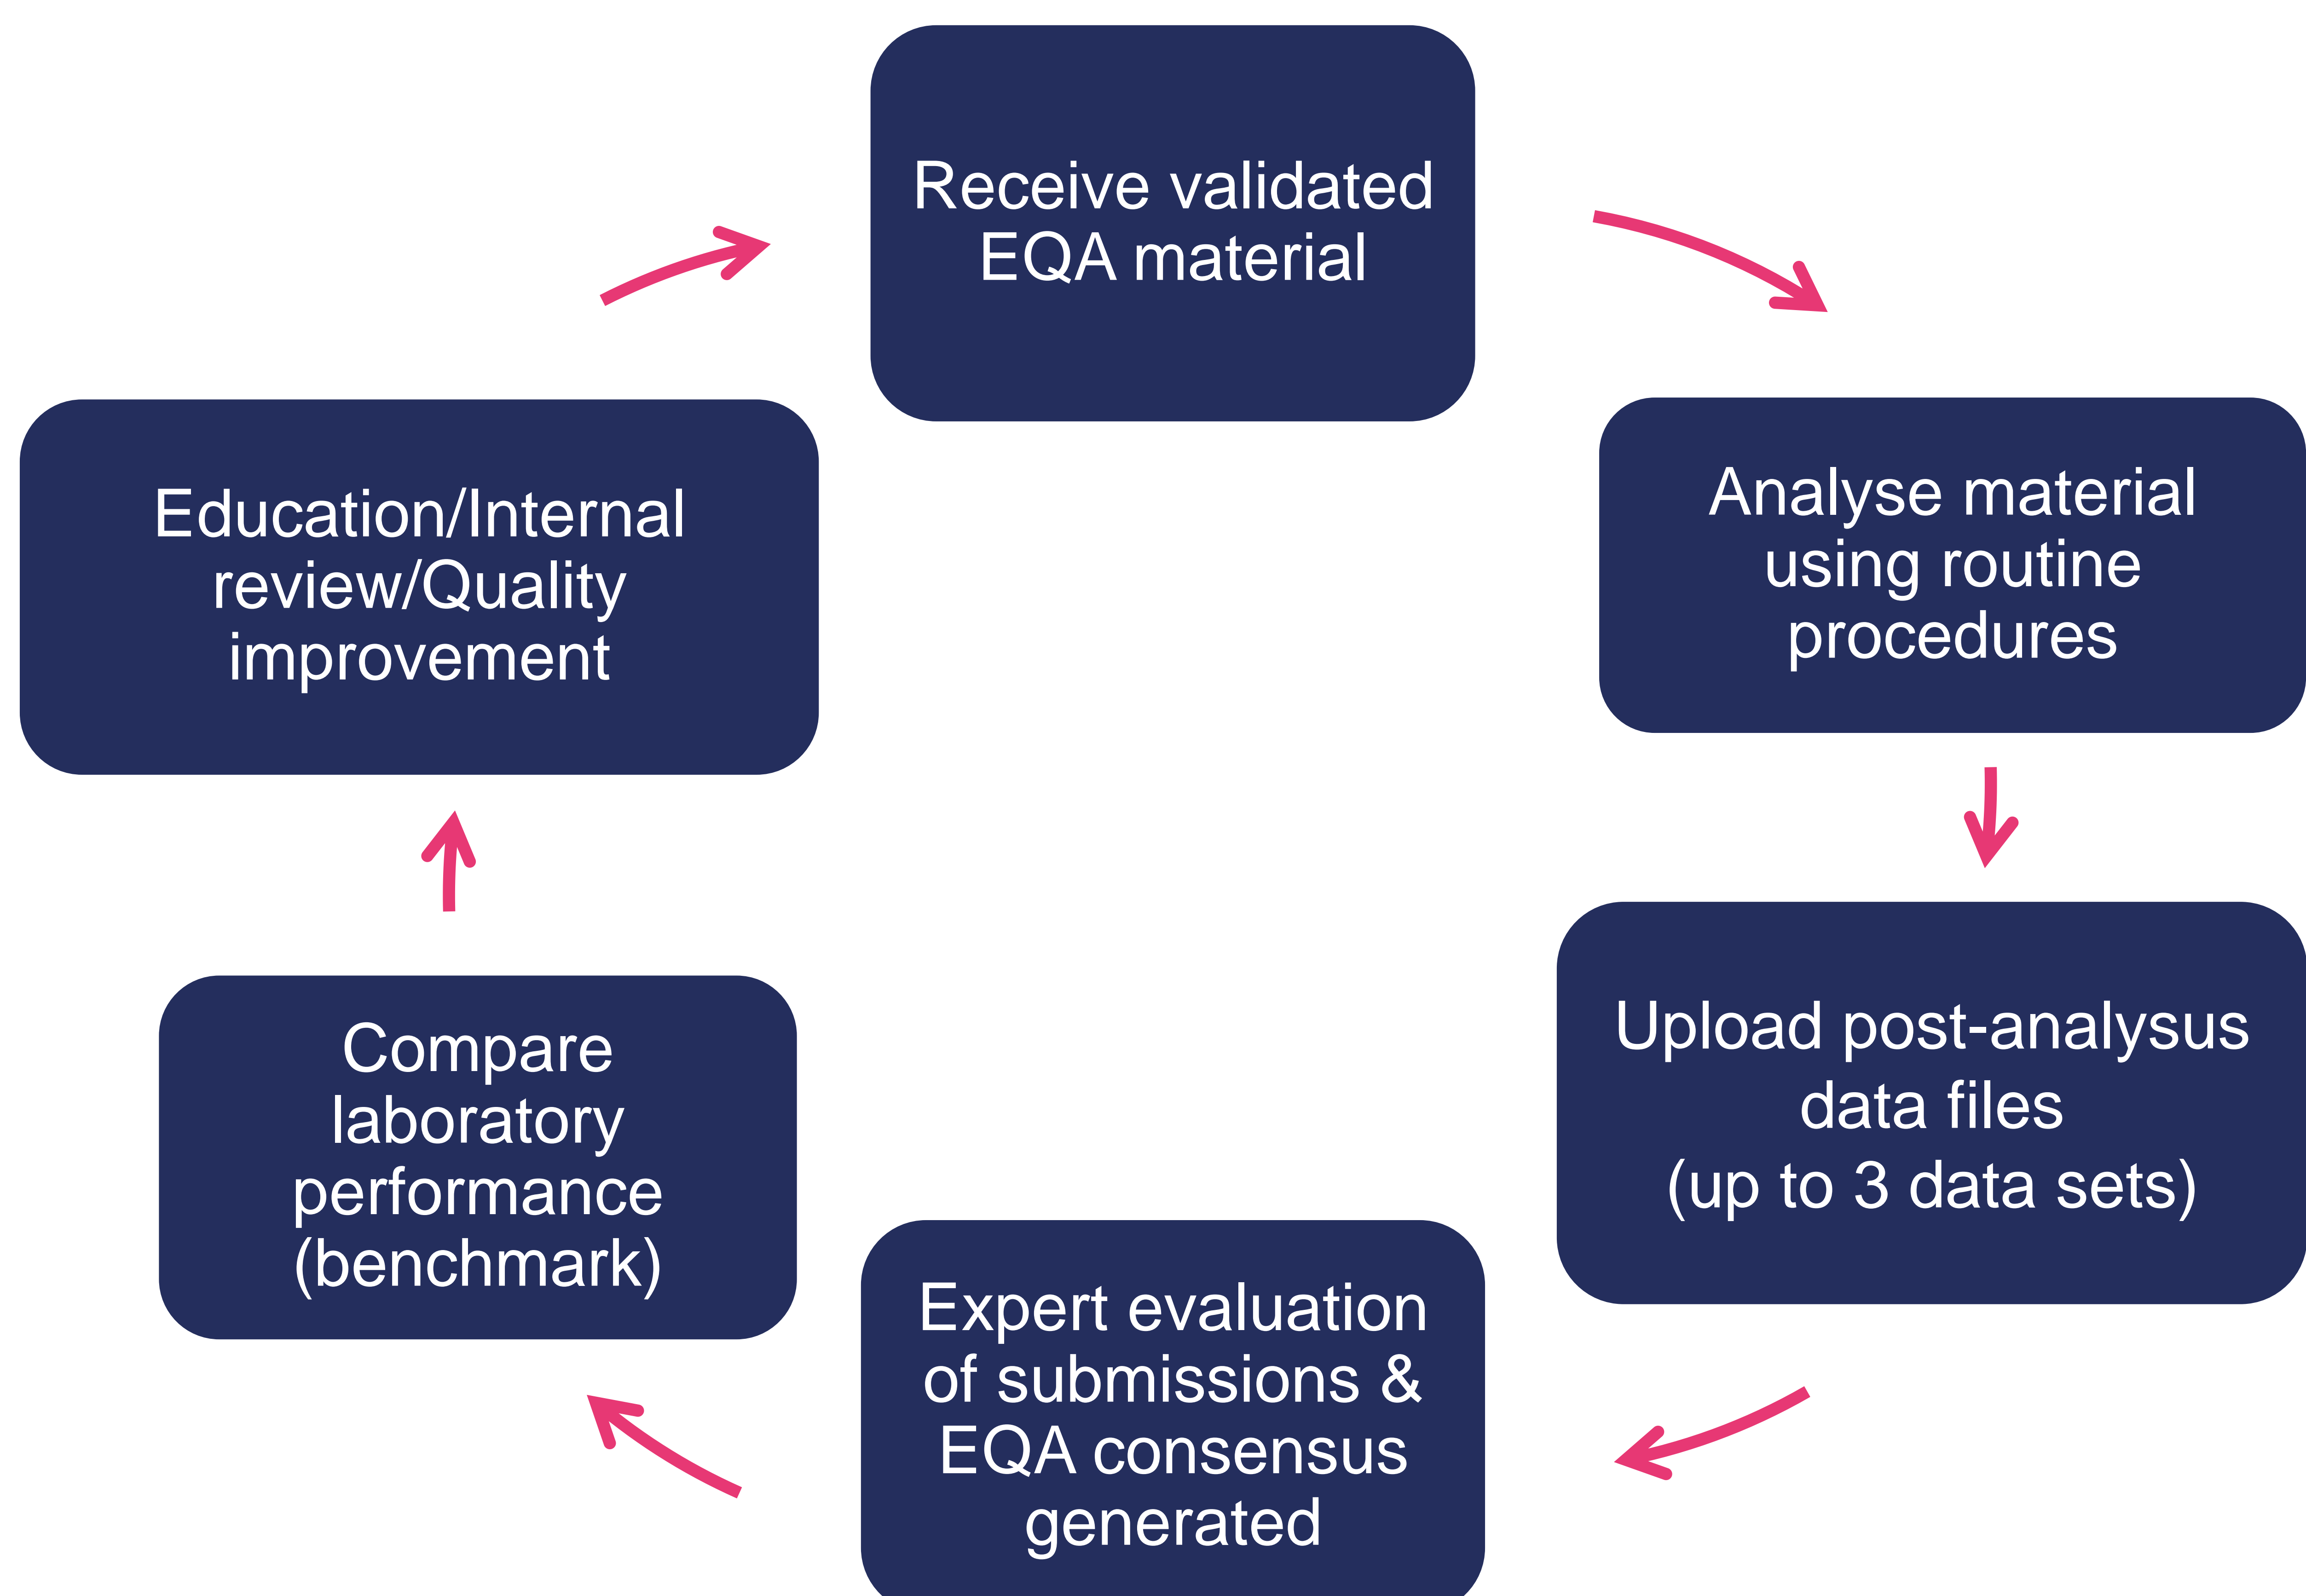 Receive validated
EQA material
Analyse material
using routine
procedures
Upload post-analysus
data files
(up to 3 data sets)
Expert evaluation
of submissions &
EQA consensus
generated
Compare
laboratory
performance
(benchmark)
Education/Internal
review/Quality
improvement